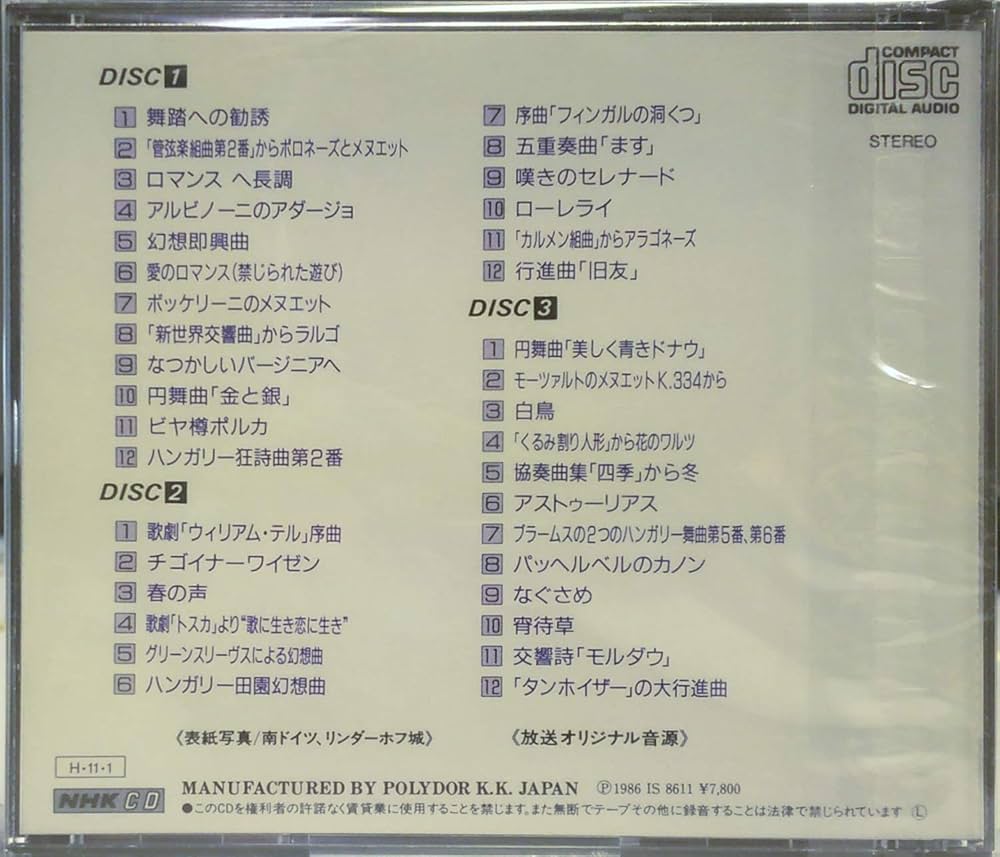 DISC 1
1 舞踏への勧誘
2 「管弦楽組曲第2番」からポロネーズとメヌエット
3 ロマンス ヘ長調
4 アルビノーニのアダージョ
5 幻想即興曲
6 愛のロマンス(禁じられた遊び)
7 ボッケリーニのメヌエット
8 「新世界交響曲」からラルゴ
9 なつかしいバージニアへ
10 円舞曲「金と銀」
11 ビヤ樽ポルカ
12 ハンガリー狂詩曲第2番
DISC 2
1 歌劇「ウィリアム・テル」序曲
2 チゴイナーワイゼン
3 春の声
4 歌劇「トスカ」より“歌に生き恋に生き”
5 グリーンスリーヴスによる幻想曲
6 ハンガリー田園幻想曲
7 序曲「フィンガルの洞くつ」
8 五重奏曲「ます」
9 嘆きのセレナード
10 ローレライ
11 「カルメン組曲」からアラゴネーズ
12 行進曲「旧友」
DISC 3
1 円舞曲「美しく青きドナウ」
2 モーツァルトのメヌエットK.334から
3 白鳥
4 「くるみ割り人形」から花のワルツ
5 協奏曲集「四季」から冬
6 アストゥーリアス
7 ブラームスの2つのハンガリー舞曲第5番、第6番
8 パッヘルベルのカノン
9 なぐさめ
10 宵待草
11 交響詩「モルダウ」
12 「タンホイザー」の大行進曲
COMPACT
disc
DIGITAL AUDIO
STEREO
《表紙写真/南ドイツ、リンダーホフ城》
《放送オリジナル音源》
H・11・1
NHK CD
MANUFACTURED BY POLYDOR K.K. JAPAN Ⓟ1986 IS 8611 ¥7,800
●このCDを権利者の許諾なく賃貸業に使用することを禁じます。また無断でテープその他に録音することは法律で禁じられています Ⓛ